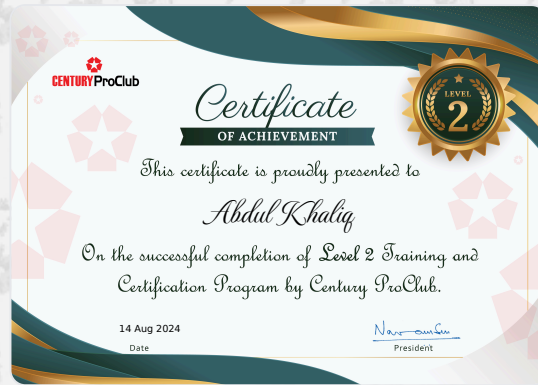 CENTURY ProClub
LEVEL
2
Certificate
OF ACHIEVEMENT
This certificate is proudly presented to
Abdul Khaliq
On the successful completion of Level 2 Training and
Certification Program by Century ProClub.
14 Aug 2024
Date
President